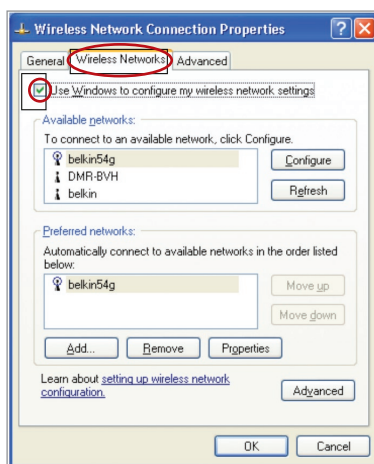 Wireless Network Connection Properties
General Wireless Networks Advanced
Use Windows to configure my wireless network settings
Available networks:
To connect to an available network, click Configure.
belkin54g
DMR-BVH
belkin
Configure
Refresh
Preferred networks:
Automatically connect to available networks in the order listed
below:
belkin54g
Move up
Move down
Add... Remove Properties
Learn about setting up wireless network
configuration.
Advanced
OK Cancel